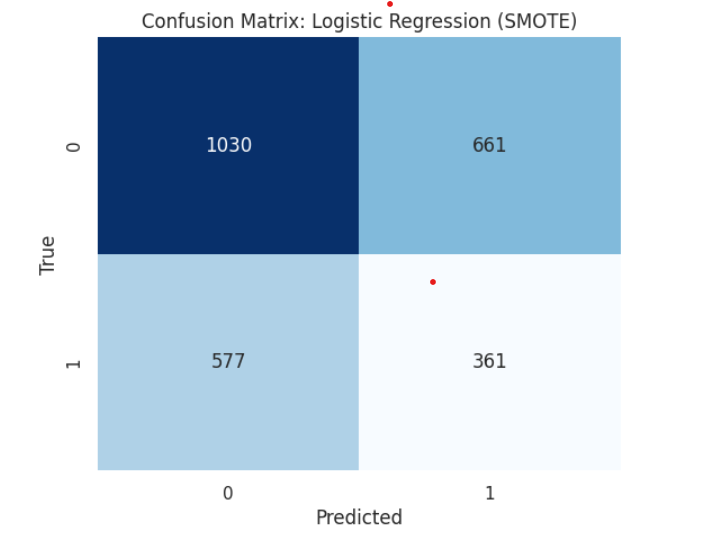 Confusion Matrix: Logistic Regression (SMOTE)
True
0
1030
661
1
577
361
0
1
Predicted